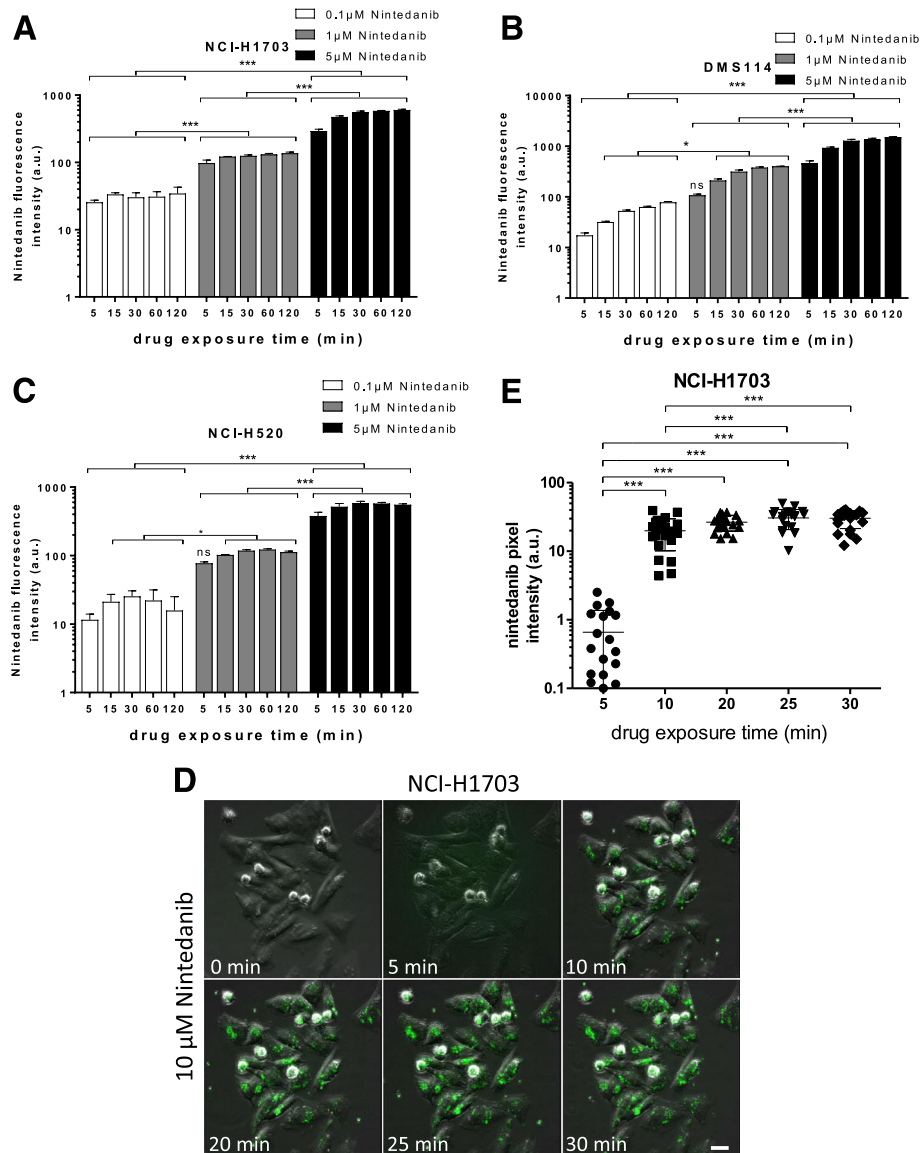 A
NCI-H1703
0.1µM Nintedanib
1µM Nintedanib
5µM Nintedanib
***
***
***
Nintedanib fluorescence
intensity (a.u.)
1000
100
10
1
5 15 30 60 120 5 15 30 60 120 5 15 30 60 120
drug exposure time (min)
B
DMS114
0.1µM Nintedanib
1µM Nintedanib
5µM Nintedanib
***
***
*
ns
Nintedanib fluorescence
intensity (a.u.)
10000
1000
100
10
1
5 15 30 60 120 5 15 30 60 120 5 15 30 60 120
drug exposure time (min)
C
NCI-H520
0.1µM Nintedanib
1µM Nintedanib
5µM Nintedanib
***
***
*
ns
Nintedanib fluorescence
intensity (a.u.)
1000
100
10
1
5 15 30 60 120 5 15 30 60 120 5 15 30 60 120
drug exposure time (min)
E
NCI-H1703
***
***
***
***
***
***
nintedanib pixel
intensity (a.u.)
100
10
1
0.1
5 10 20 25 30
drug exposure time (min)
D
NCI-H1703
10 µM Nintedanib
0 min
5 min
10 min
20 min
25 min
30 min